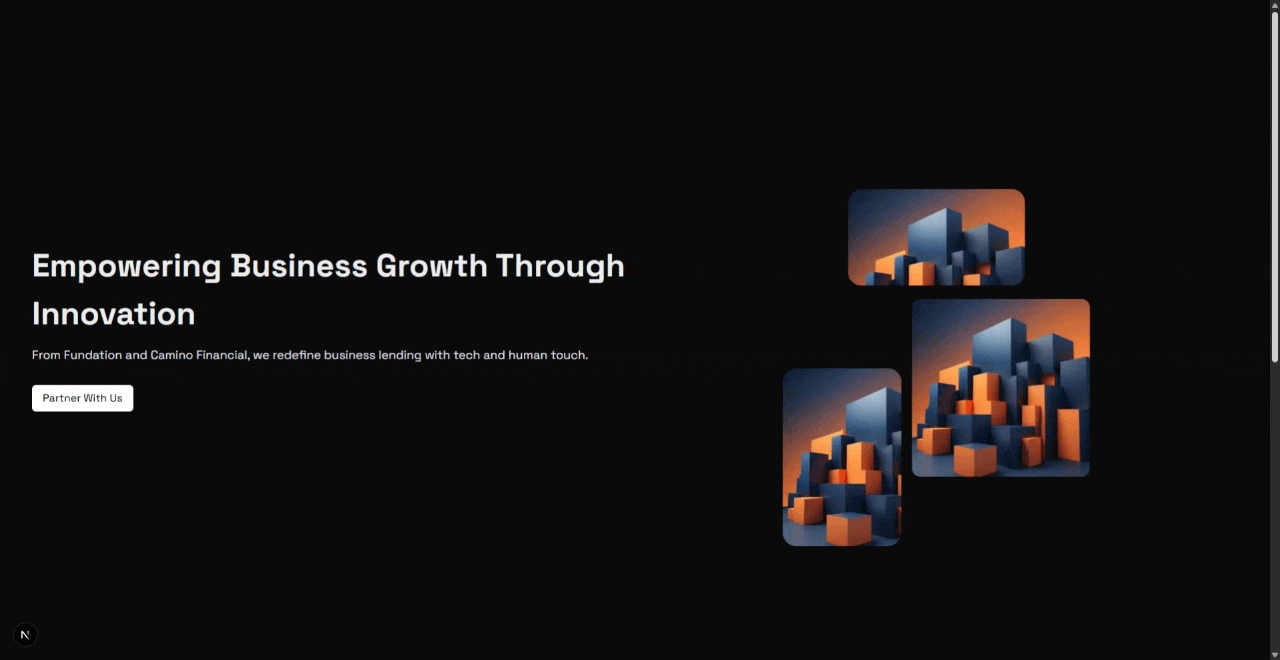 Empowering Business Growth Through
Innovation
From Fundation and Camino Financial, we redefine business lending with tech and human touch.
Partner With Us
N